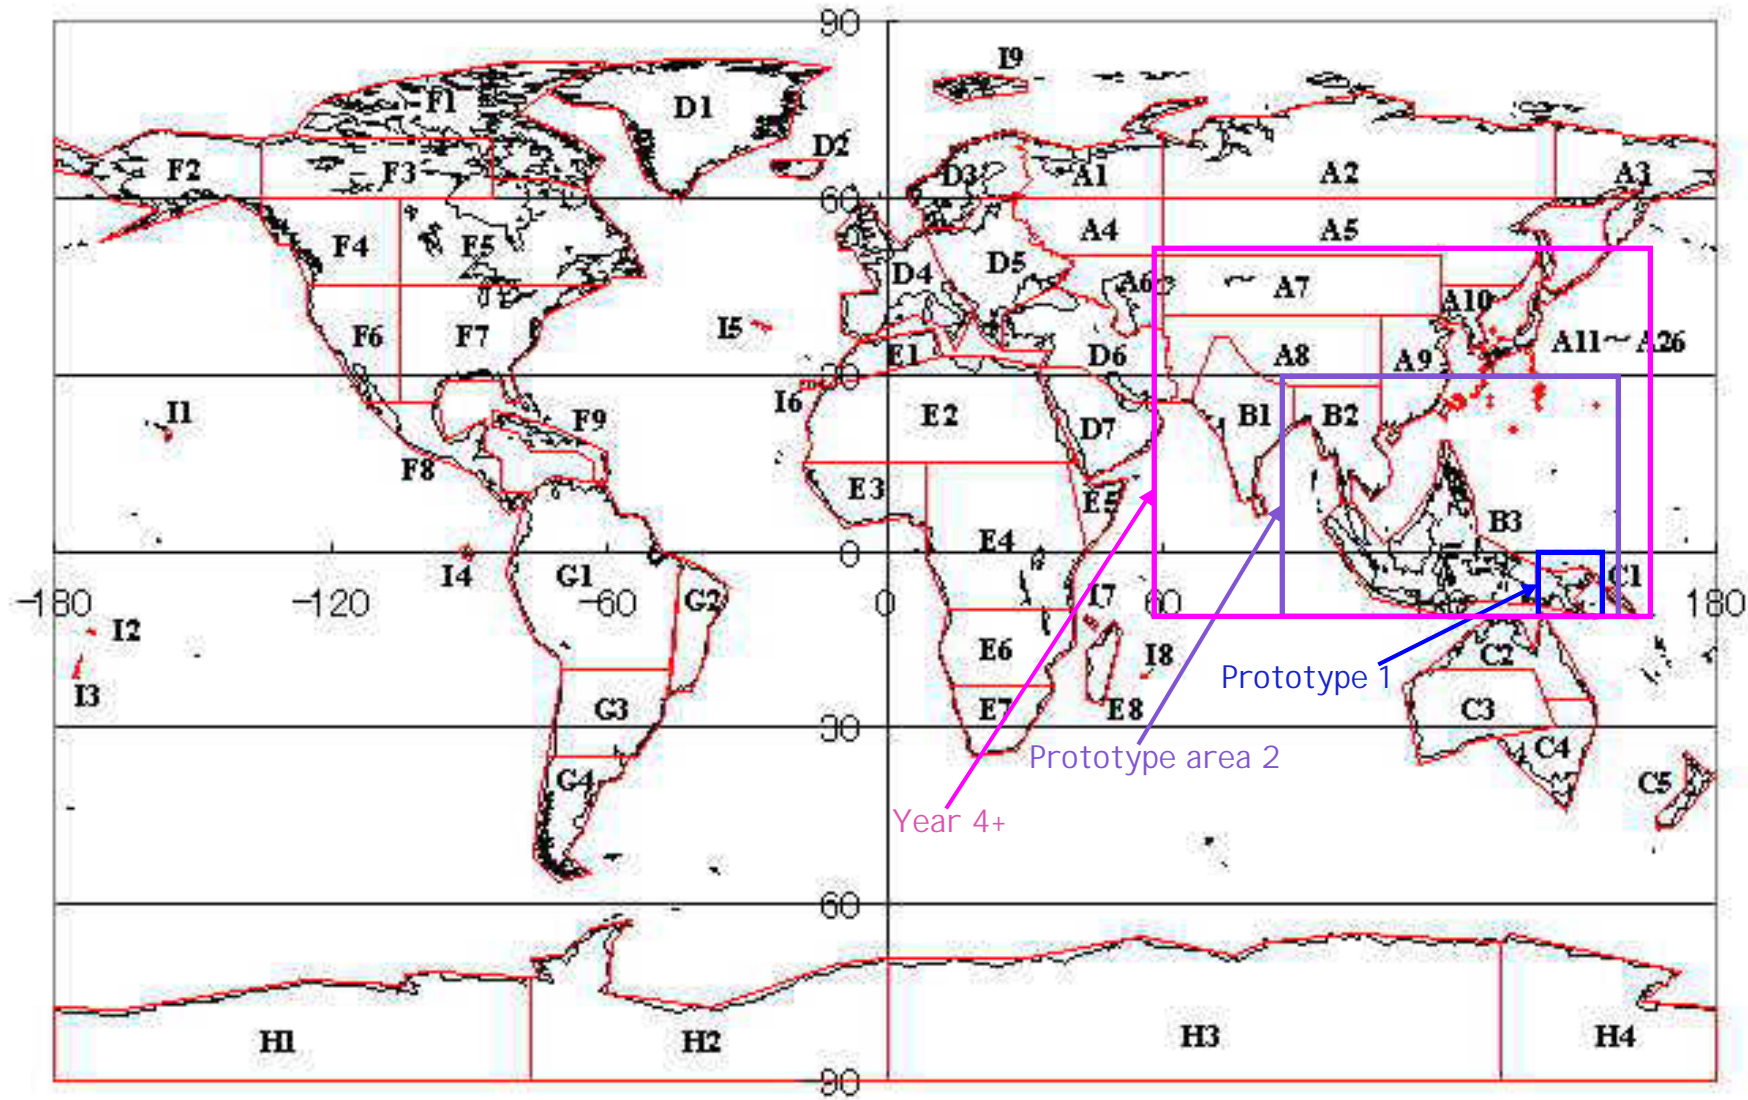 90
I9
F1
D1
D2
F2
F3
D3
A1
A2
A3
60
F4
F5
A4
A5
D4
D5
A6
A7
A10
I5
F6
F7
E1
D6
A8
A9
A11~A26
30
I6
I1
F9
E2
D7
B1
B2
F8
E3
E5
B3
E4
0
I4
G1
C1
-180
-120
-60
0
I7
60
180
G2
I2
E6
I8
C2
Prototype 1
I3
G3
E7
E8
C3
30
Prototype area 2
C4
G4
C5
Year 4+
60
H1
H2
H3
H4
-90